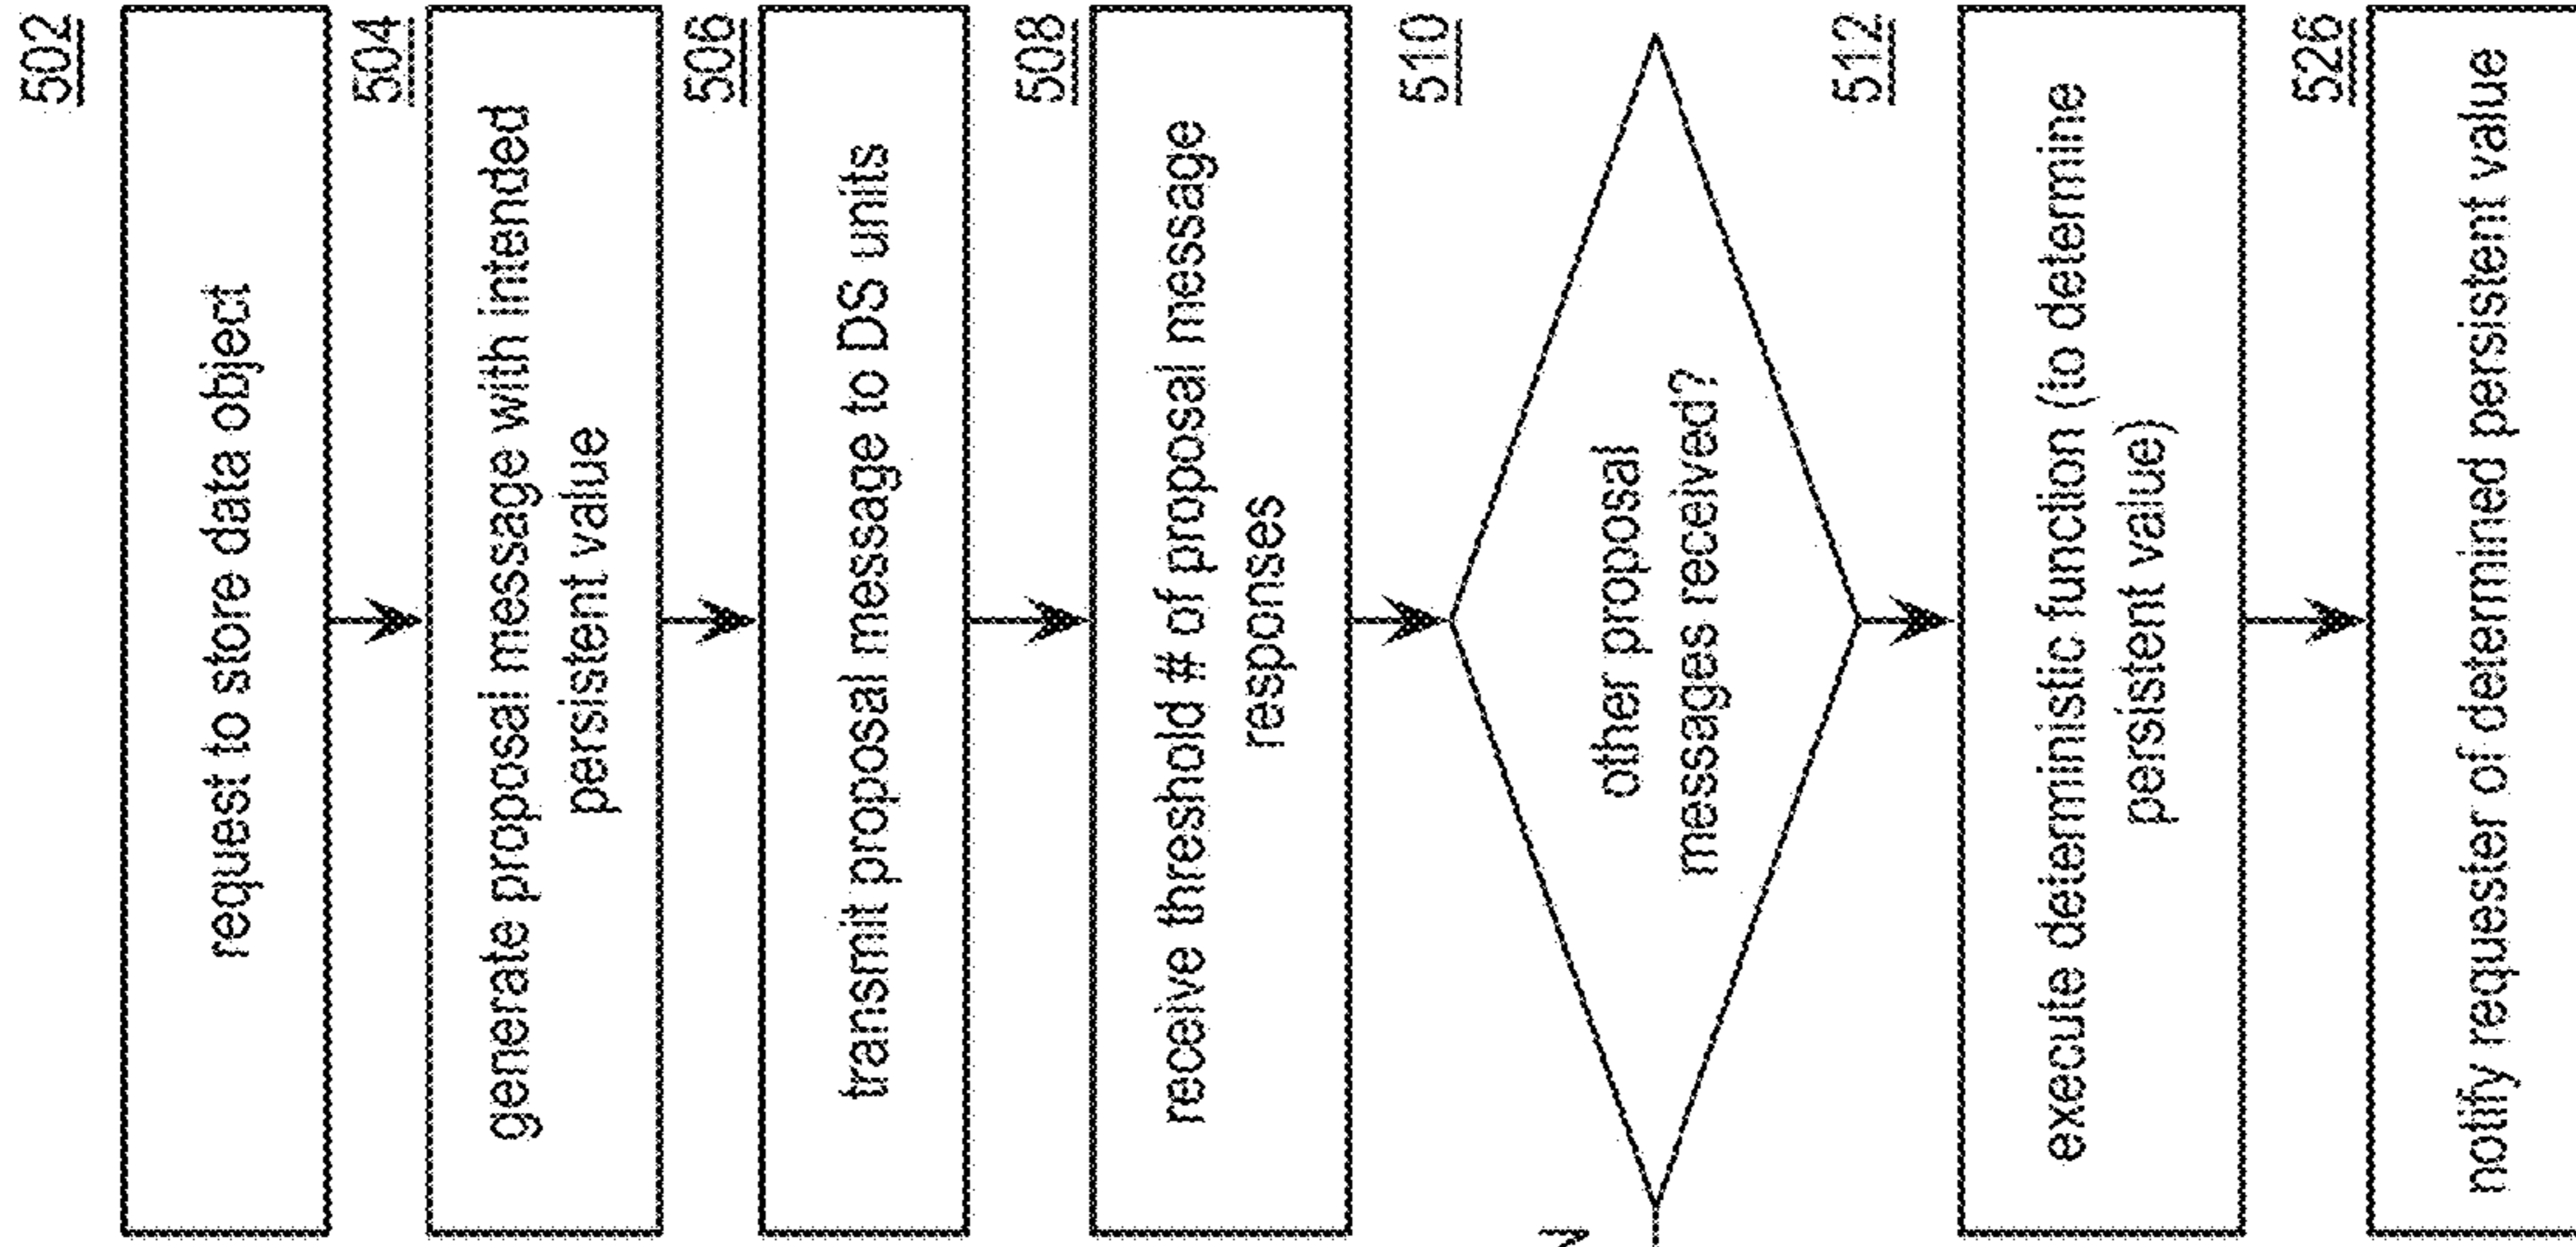 502
request to store data object
504
generate proposal message with intended
persistent value
506
transmit proposal message to DS units
508
receive threshold # of proposal message
responses
510
other proposal
messages received?
N
512
execute deterministic function (to determine
persistent value)
526
notify requester of determined persistent value